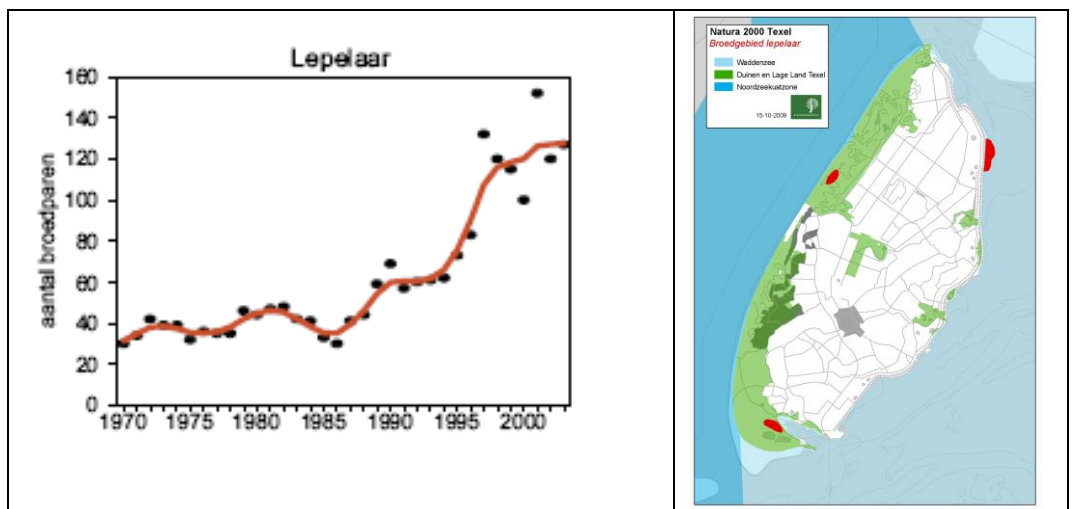 Lepelaar
160
140
120
100
80
60
40
20
0
aantal broedparen
1970 1975 1980 1985 1990 1995 2000
Natura 2000 Texel
Broedgebied lepelaar
Waddenzee
Duinen en Lage Land Texel
Noordzeekustzone
15-10-2009